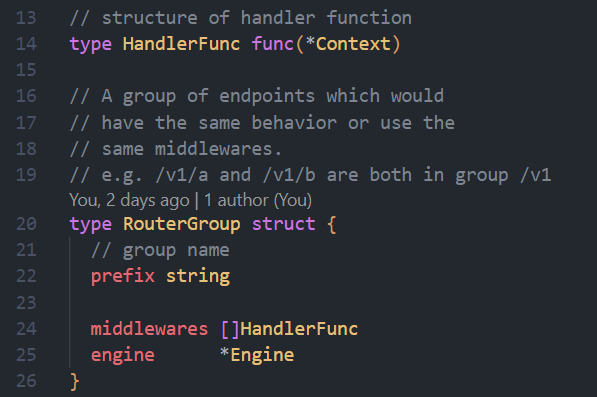 13 // structure of handler function
14 type HandlerFunc func(*Context)
15
16 // A group of endpoints which would
17 // have the same behavior or use the
18 // same middlewares.
19 // e.g. /v1/a and /v1/b are both in group /v1
You, 2 days ago | 1 author (You)
20 type RouterGroup struct {
21   // group name
22   prefix string
23
24   middlewares []HandlerFunc
25   engine      *Engine
26 }